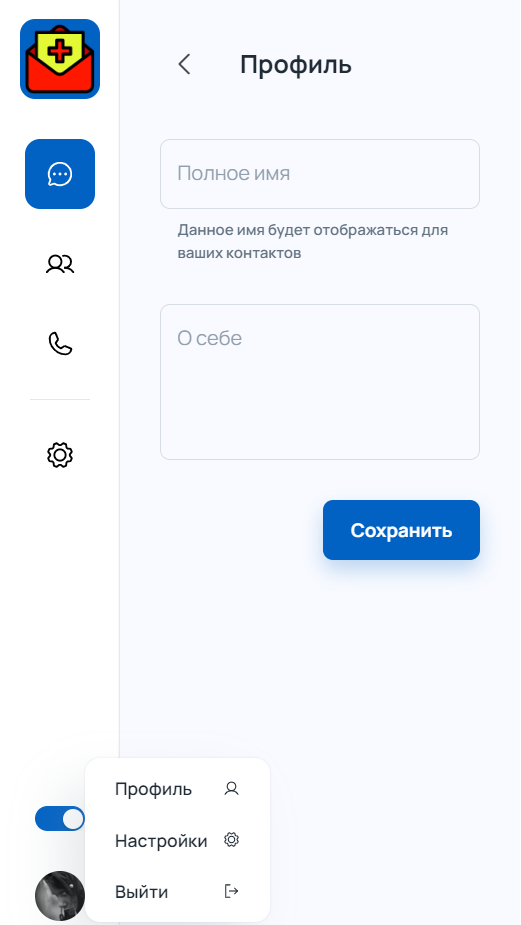 Профиль
Полное имя
Данное имя будет отображаться для
ваших контактов
О себе
Сохранить
Профиль
Настройки
Выйти